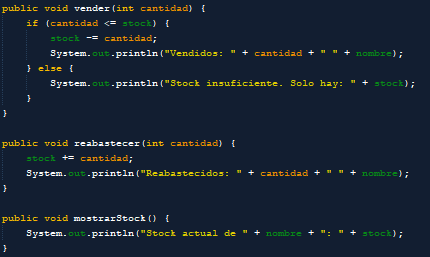 public void vender(int cantidad) {
    if (cantidad <= stock) {
        stock -= cantidad;
        System.out.println("Vendidos: " + cantidad + " " + nombre);
    } else {
        System.out.println("Stock insuficiente. Solo hay: " + stock);
    }
}

public void reabastecer(int cantidad) {
    stock += cantidad;
    System.out.println("Reabastecidos: " + cantidad + " " + nombre);
}

public void mostrarStock() {
    System.out.println("Stock actual de " + nombre + ": " + stock);
}